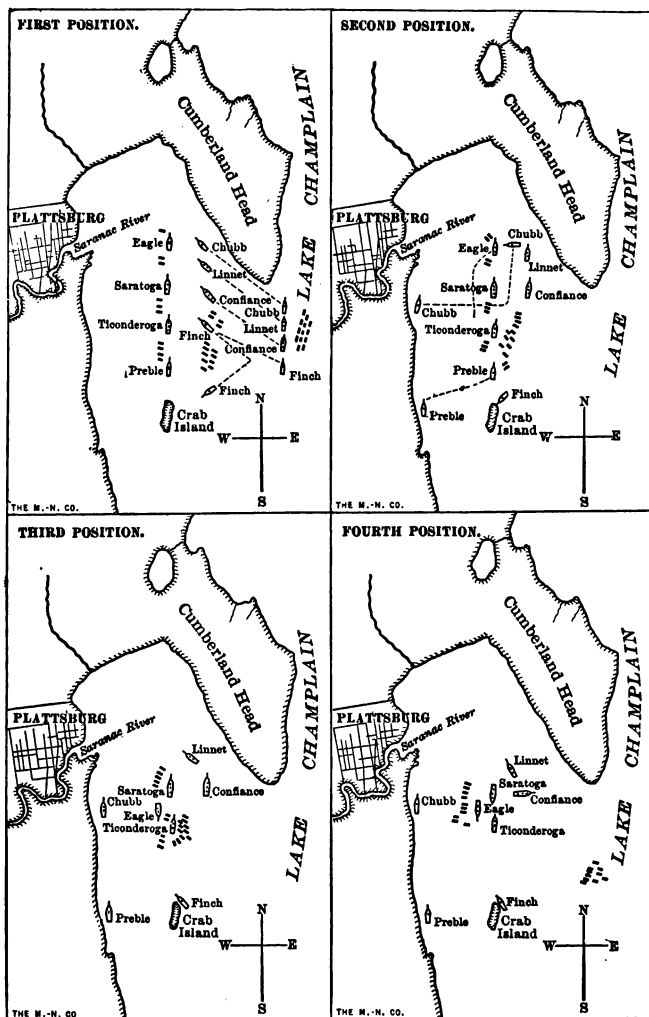 FIRST POSITION.
Cumberland Head
LAKE CHAMPLAIN
PLATTSBURG
Saranac River
Eagle
Chubb
Linnet
Saratoga
Confiance
Chubb
Ticonderoga
Linnet
Finch
Confiance
Preble
Finch
Finch
Crab
Island
N
W E
S
THE M.-N. CO.
SECOND POSITION.
Cumberland Head
LAKE CHAMPLAIN
PLATTSBURG
Saranac River
Chubb
Eagle
Linnet
Saratoga
Confiance
Chubb
Ticonderoga
Preble
Finch
Preble
Crab
Island
N
W E
S
THE M.-N. CO.
THIRD POSITION.
Cumberland Head
LAKE CHAMPLAIN
PLATTSBURG
Saranac River
Linnet
Saratoga
Confiance
Chubb
Eagle
Ticonderoga
Finch
Preble
Crab
Island
N
W E
S
THE M.-N. CO.
FOURTH POSITION.
Cumberland Head
LAKE CHAMPLAIN
PLATTSBURG
Saranac River
Linnet
Saratoga
Confiance
Chubb
Eagle
Ticonderoga
Finch
Preble
Crab
Island
N
W E
S
THE M.-N. CO.